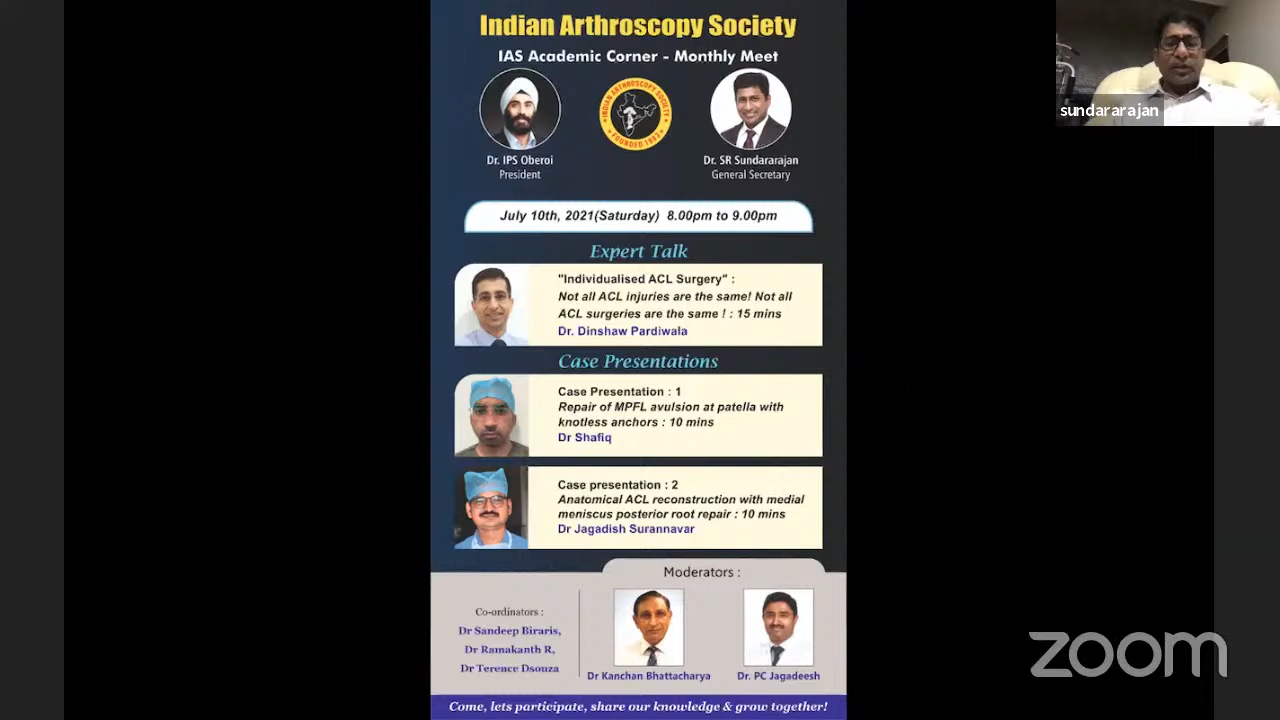 Indian Arthroscopy Society
IAS Academic Corner - Monthly Meet
INDIAN ARTHROSCOPY SOCIETY
FOUNDED 1993
Dr. IPS Oberoi
President
Dr. SR Sundararajan
General Secretary
July 10th, 2021(Saturday) 8.00pm to 9.00pm
Expert Talk
"Individualised ACL Surgery" :
Not all ACL injuries are the same! Not all
ACL surgeries are the same ! : 15 mins
Dr. Dinshaw Pardiwala
Case Presentations
Case Presentation : 1
Repair of MPFL avulsion at patella with
knotless anchors : 10 mins
Dr Shafiq
Case presentation : 2
Anatomical ACL reconstruction with medial
meniscus posterior root repair : 10 mins
Dr Jagadish Surannavar
Moderators :
Co-ordinators :
Dr Sandeep Biraris,
Dr Ramakanth R,
Dr Terence Dsouza
Dr Kanchan Bhattacharya
Dr. PC Jagadeesh
Come, lets participate, share our knowledge & grow together!
sundararajan
zoom